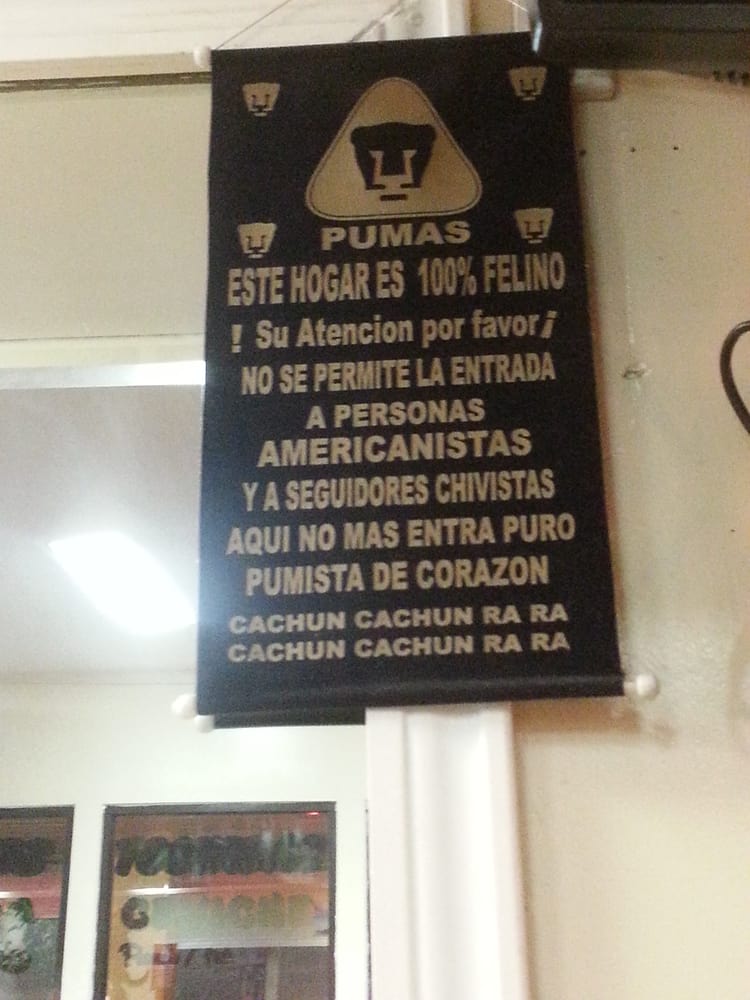 PUMAS
ESTE HOGAR ES 100% FELINO
! Su Atencion por favor ¡
NO SE PERMITE LA ENTRADA
A PERSONAS
AMERICANISTAS
Y A SEGUIDORES CHIVISTAS
AQUI NO MAS ENTRA PURO
PUMISTA DE CORAZON
CACHUN CACHUN RA RA
CACHUN CACHUN RA RA